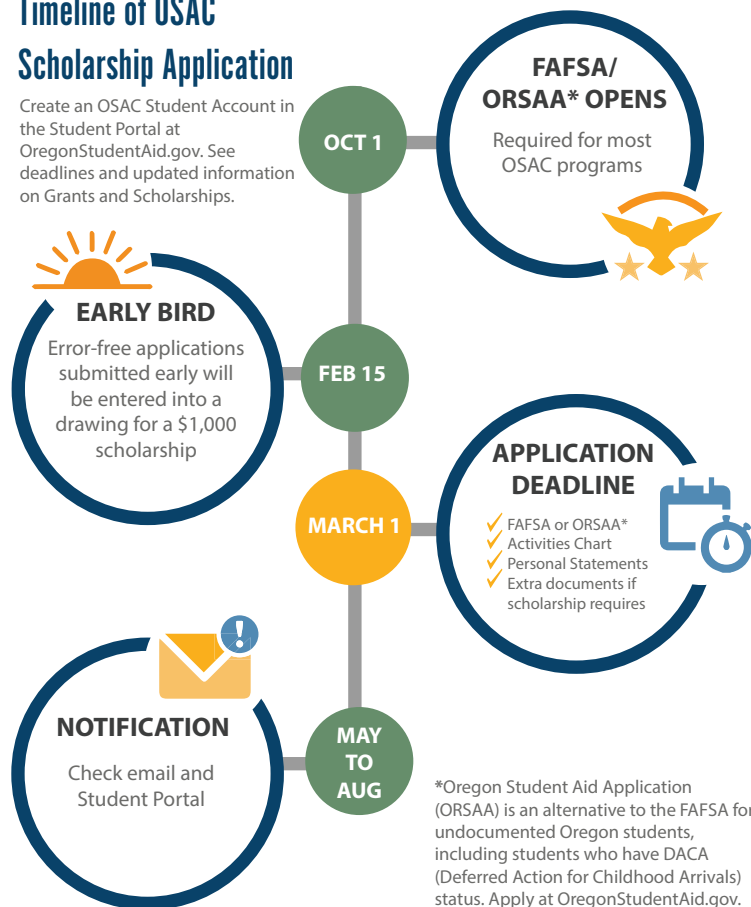 Timeline of OSAC
Scholarship Application
Create an OSAC Student Account in
the Student Portal at
OregonStudentAid.gov. See
deadlines and updated information
on Grants and Scholarships.
OCT 1
FAFSA/
ORSAA* OPENS
Required for most
OSAC programs
EARLY BIRD
Error-free applications
submitted early will
be entered into a
drawing for a $1,000
scholarship
FEB 15
MARCH 1
APPLICATION
DEADLINE
FAFSA or ORSAA*
Activities Chart
Personal Statements
Extra documents if
scholarship requires
NOTIFICATION
Check email and
Student Portal
MAY
TO
AUG
*Oregon Student Aid Application
(ORSAA) is an alternative to the FAFSA for
undocumented Oregon students,
including students who have DACA
(Deferred Action for Childhood Arrivals)
status. Apply at OregonStudentAid.gov.